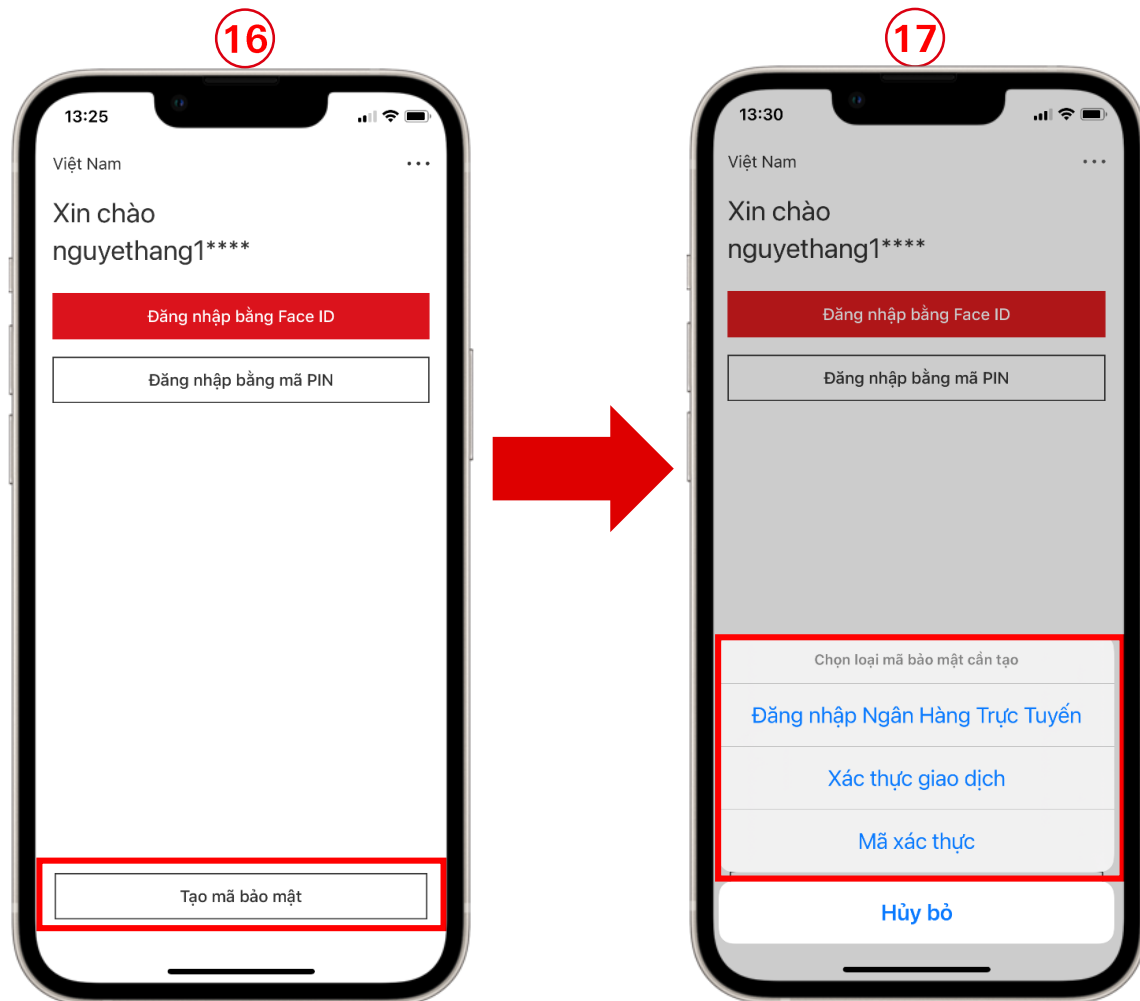 16
13:25
Việt Nam
Xin chào
nguyethang1****
Đăng nhập bằng Face ID
Đăng nhập bằng mã PIN
Tạo mã bảo mật
17
13:30
Việt Nam
Xin chào
nguyethang1****
Đăng nhập bằng Face ID
Đăng nhập bằng mã PIN
Chọn loại mã bảo mật cần tạo
Đăng nhập Ngân Hàng Trực Tuyến
Xác thực giao dịch
Mã xác thực
Hủy bỏ